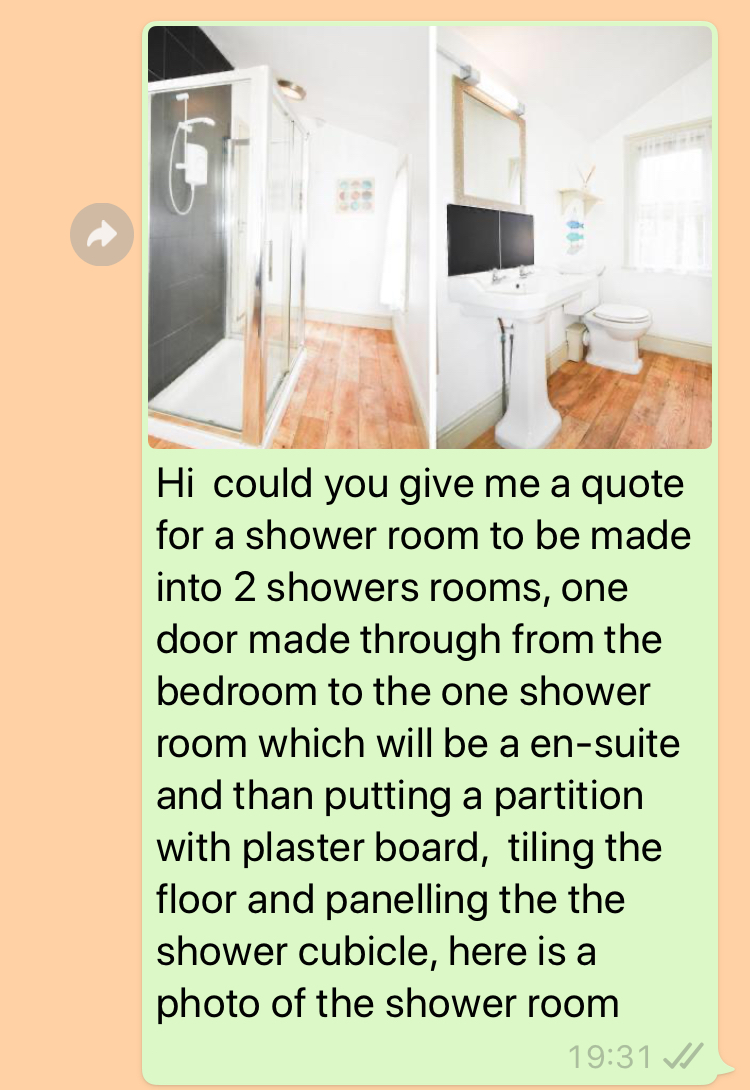 Hi  could you give me a quote
for a shower room to be made
into 2 showers rooms, one
door made through from the
bedroom to the one shower
room which will be a en-suite
and than putting a partition
with plaster board,  tiling the
floor and panelling the the
shower cubicle, here is a
photo of the shower room
19:31